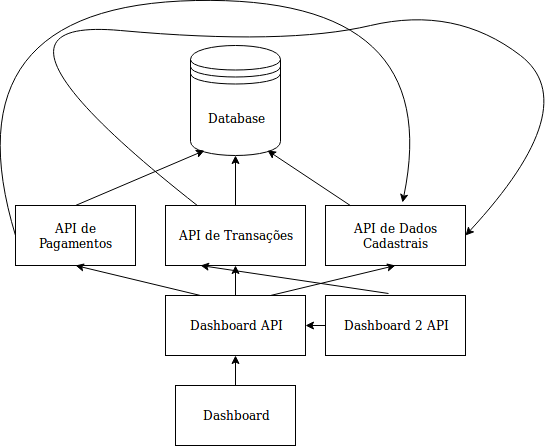 Database
API de
Pagamentos
API de Transações
API de Dados
Cadastrais
Dashboard API
Dashboard 2 API
Dashboard